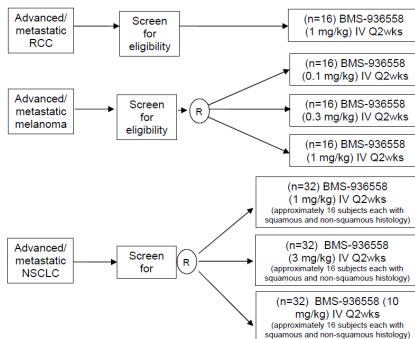 Advanced/
metastatic
RCC
Screen
for
eligibility
(n=16) BMS-936558
(1 mg/kg) IV Q2wks
Advanced/
metastatic
melanoma
Screen
for
eligibility
R
(n=16) BMS-936558
(0.1 mg/kg) IV Q2wks
(n=16) BMS-936558
(0.3 mg/kg) IV Q2wks
(n=16) BMS-936558
(1 mg/kg) IV Q2wks
Advanced/
metastatic
NSCLC
Screen
for
R
(n=32) BMS-936558
(1 mg/kg) IV Q2wks
(approximately 16 subjects each with
squamous and non-squamous histology)
(n=32) BMS-936558
(3 mg/kg) IV Q2wks
(approximately 16 subjects each with
squamous and non-squamous histology)
(n=32) BMS-936558 (10
mg/kg) IV Q2wks
(approximately 16 subjects each with
squamous and non-squamous histology)